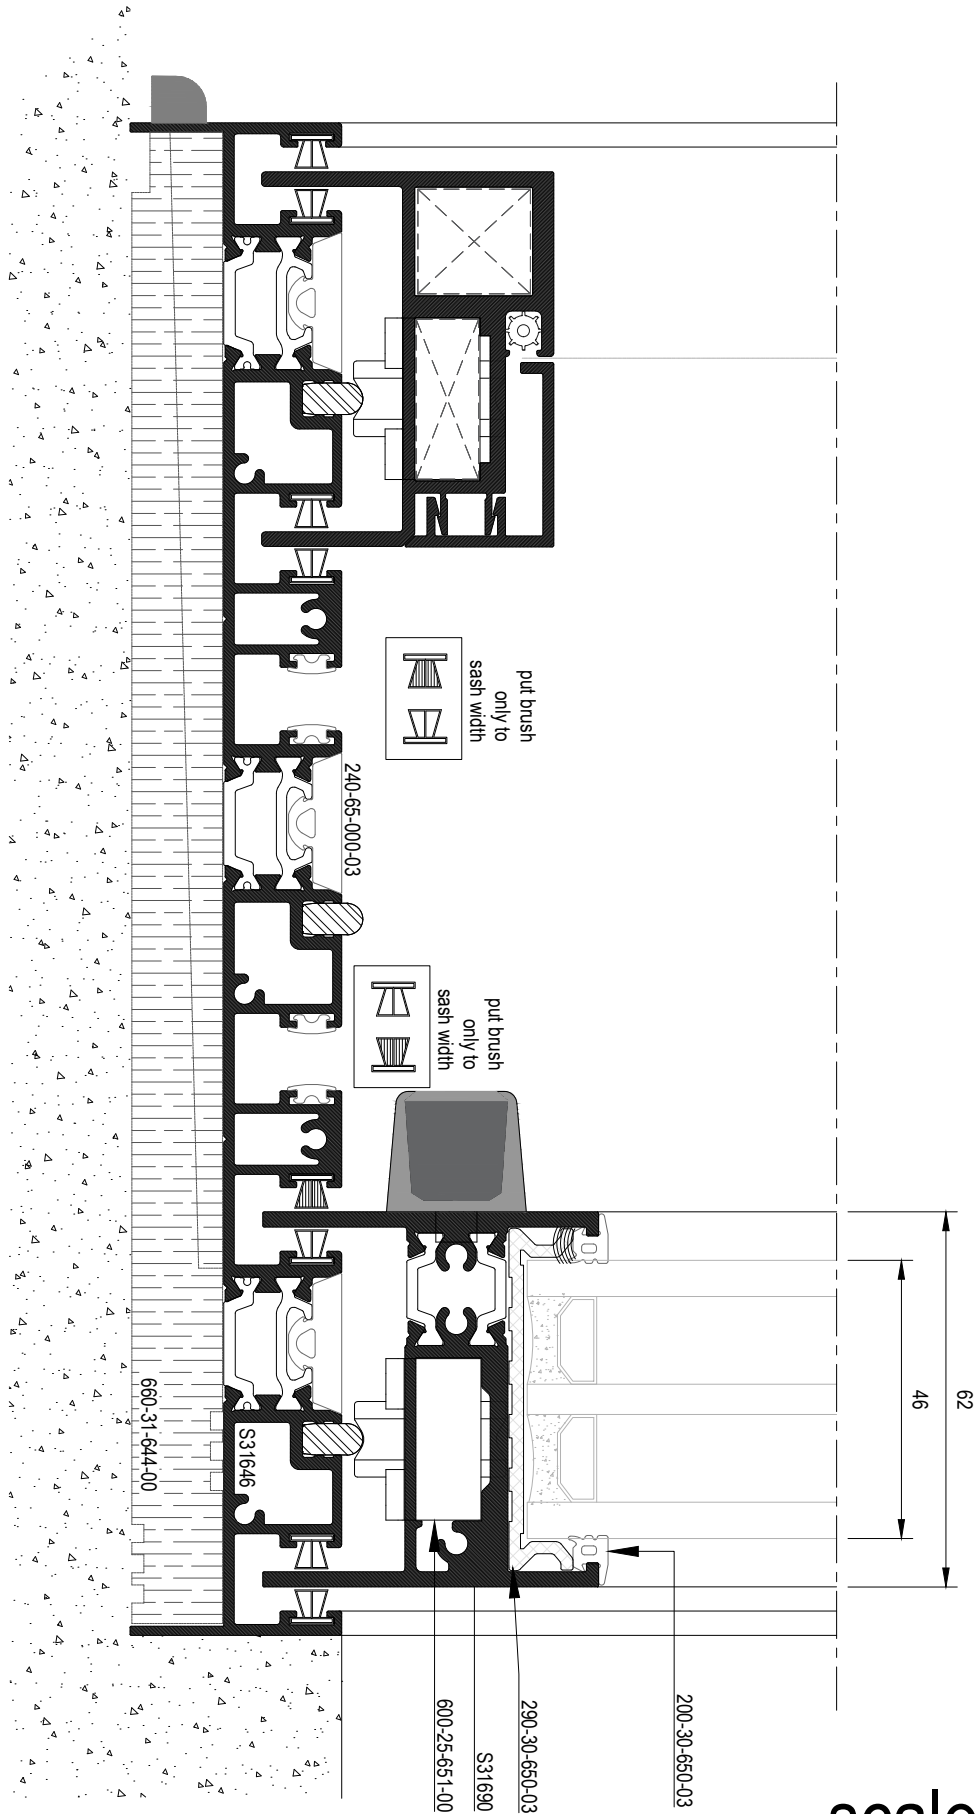 put brush
only to
sash width
240-65-000-03
put brush
only to
sash width
62
46
660-31-644-00
S31646
200-30-650-03
290-30-650-03
S31690
600-25-651-00
scale